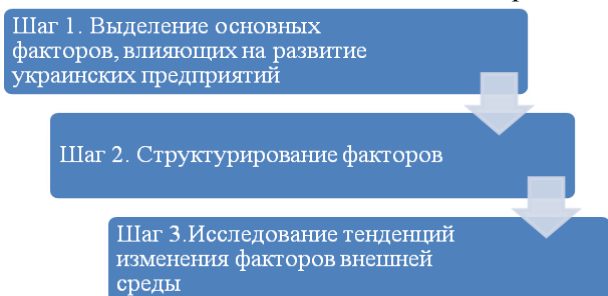 Шаг 1. Выделение основных
факторов, влияющих на развитие
украинских предприятий
Шаг 2. Структурирование факторов
Шаг 3.Исследование тенденций
изменения факторов внешней
среды